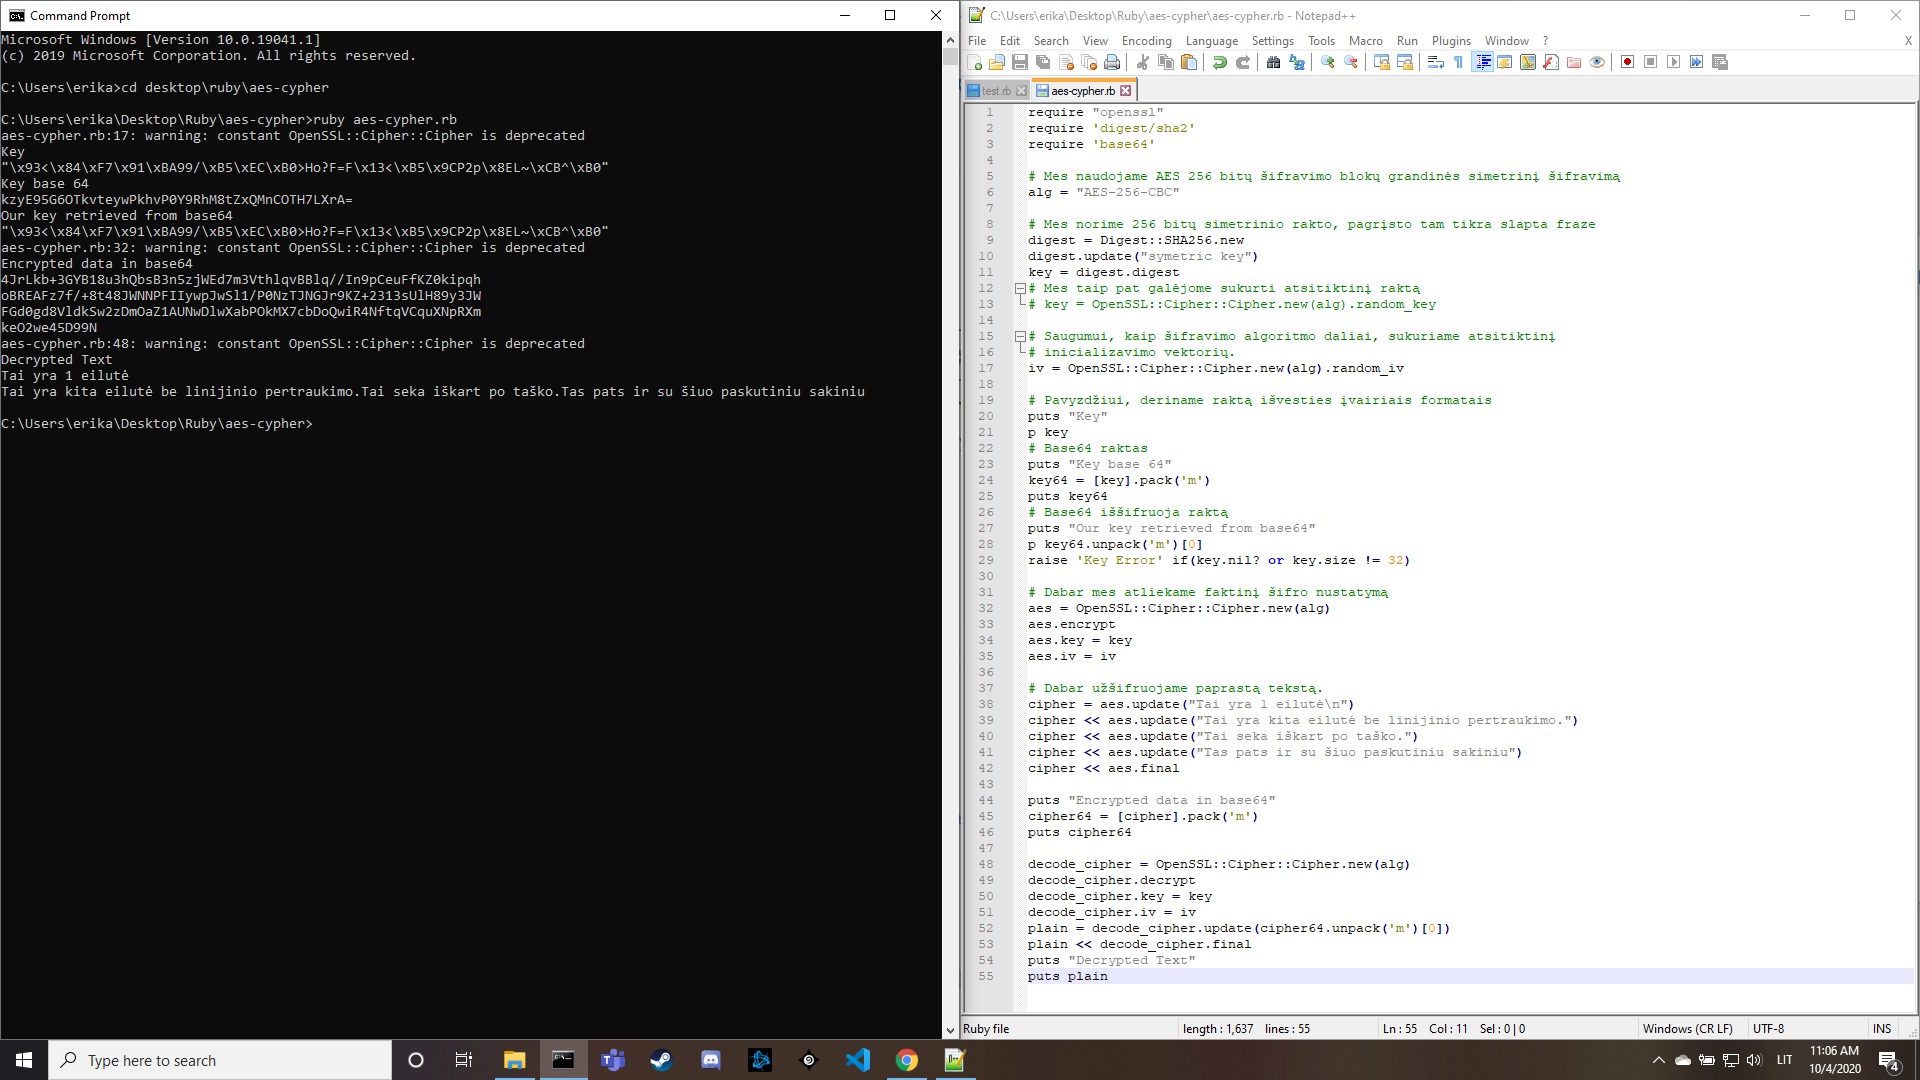 Command Prompt
Microsoft Windows [Version 10.0.19041.1]
(c) 2019 Microsoft Corporation. All rights reserved.
C:\Users\erika>cd desktop\ruby\aes-cypher
C:\Users\erika\Desktop\Ruby\aes-cypher>ruby aes-cypher.rb
aes-cypher.rb:17: warning: constant OpenSSL::Cipher::Cipher is deprecated
Key
"\x93<\x84\xF7\x91\xBA99/\xB5\xEC\xB0>Ho?F=F\x13<\xB5\x9CP2p\x8EL~\xCB^\xB0"
Key base 64
kzyE95G6OTkvteywPkhvP0Y9RhM8tZxQMnCOTH7LXrA=
Our key retrieved from base64
"\x93<\x84\xF7\x91\xBA99/\xB5\xEC\xB0>Ho?F=F\x13<\xB5\x9CP2p\x8EL~\xCB^\xB0"
aes-cypher.rb:32: warning: constant OpenSSL::Cipher::Cipher is deprecated
Encrypted data in base64
4JrLkb+3GYB18u3hQbsB3n5zjWEd7m3VthlqvBBlq//In9pCeuFfKZ0kipqh
oBREAFz7f/+8t48JWNNPFIIywpJwSl1/P0NzTJNGJr9KZ+2313sUlH89y3JW
FGd0gd8VldkSw2zDmOaZ1AUNwDlwXabPOkMX7cbDoQwiR4NftqVCquXNpRXm
keO2we45D99N
aes-cypher.rb:48: warning: constant OpenSSL::Cipher::Cipher is deprecated
Decrypted Text
Tai yra 1 eilutė
Tai yra kita eilutė be linijinio pertraukimo.Tai seka iškart po taško.Tas pats ir su šiuo paskutiniu sakiniu
C:\Users\erika\Desktop\Ruby\aes-cypher>
C:\Users\erika\Desktop\Ruby\aes-cypher\aes-cypher.rb - Notepad++
File Edit Search View Encoding Language Settings Tools Macro Run Plugins Window ? X
test.rb aes-cypher.rb
1 require "openssl"
2 require 'digest/sha2'
3 require 'base64'
4
5 # Mes naudojame AES 256 bitų šifravimo blokų grandinės simetrinį šifravimą
6 alg = "AES-256-CBC"
7
8 # Mes norime 256 bitų simetrinio rakto, pagrįsto tam tikra slapta fraze
9 digest = Digest::SHA256.new
10 digest.update("symetric key")
11 key = digest.digest
12 # Mes taip pat galėjome sukurti atsitiktinį raktą
13 # key = OpenSSL::Cipher::Cipher.new(alg).random_key
14
15 # Saugumui, kaip šifravimo algoritmo daliai, sukuriame atsitiktinį
16 # inicializavimo vektorių.
17 iv = OpenSSL::Cipher::Cipher.new(alg).random_iv
18
19 # Pavyzdžiui, deriname raktą išvesties įvairiais formatais
20 puts "Key"
21 p key
22 # Base64 raktas
23 puts "Key base 64"
24 key64 = [key].pack('m')
25 puts key64
26 # Base64 iššifruoja raktą
27 puts "Our key retrieved from base64"
28 p key64.unpack('m')[0]
29 raise 'Key Error' if(key.nil? or key.size != 32)
30
31 # Dabar mes atliekame faktinį šifro nustatymą
32 aes = OpenSSL::Cipher::Cipher.new(alg)
33 aes.encrypt
34 aes.key = key
35 aes.iv = iv
36
37 # Dabar užšifruojame paprastą tekstą.
38 cipher = aes.update("Tai yra 1 eilutė\n")
39 cipher << aes.update("Tai yra kita eilutė be linijinio pertraukimo.")
40 cipher << aes.update("Tai seka iškart po taško.")
41 cipher << aes.update("Tas pats ir su šiuo paskutiniu sakiniu")
42 cipher << aes.final
43
44 puts "Encrypted data in base64"
45 cipher64 = [cipher].pack('m')
46 puts cipher64
47
48 decode_cipher = OpenSSL::Cipher::Cipher.new(alg)
49 decode_cipher.decrypt
50 decode_cipher.key = key
51 decode_cipher.iv = iv
52 plain = decode_cipher.update(cipher64.unpack('m')[0])
53 plain << decode_cipher.final
54 puts "Decrypted Text"
55 puts plain
Ruby file length : 1,637 lines : 55 Ln : 55 Col : 11 Sel : 0 | 0 Windows (CR LF) UTF-8 INS
Type here to search
LIT
11:06 AM
10/4/2020
4